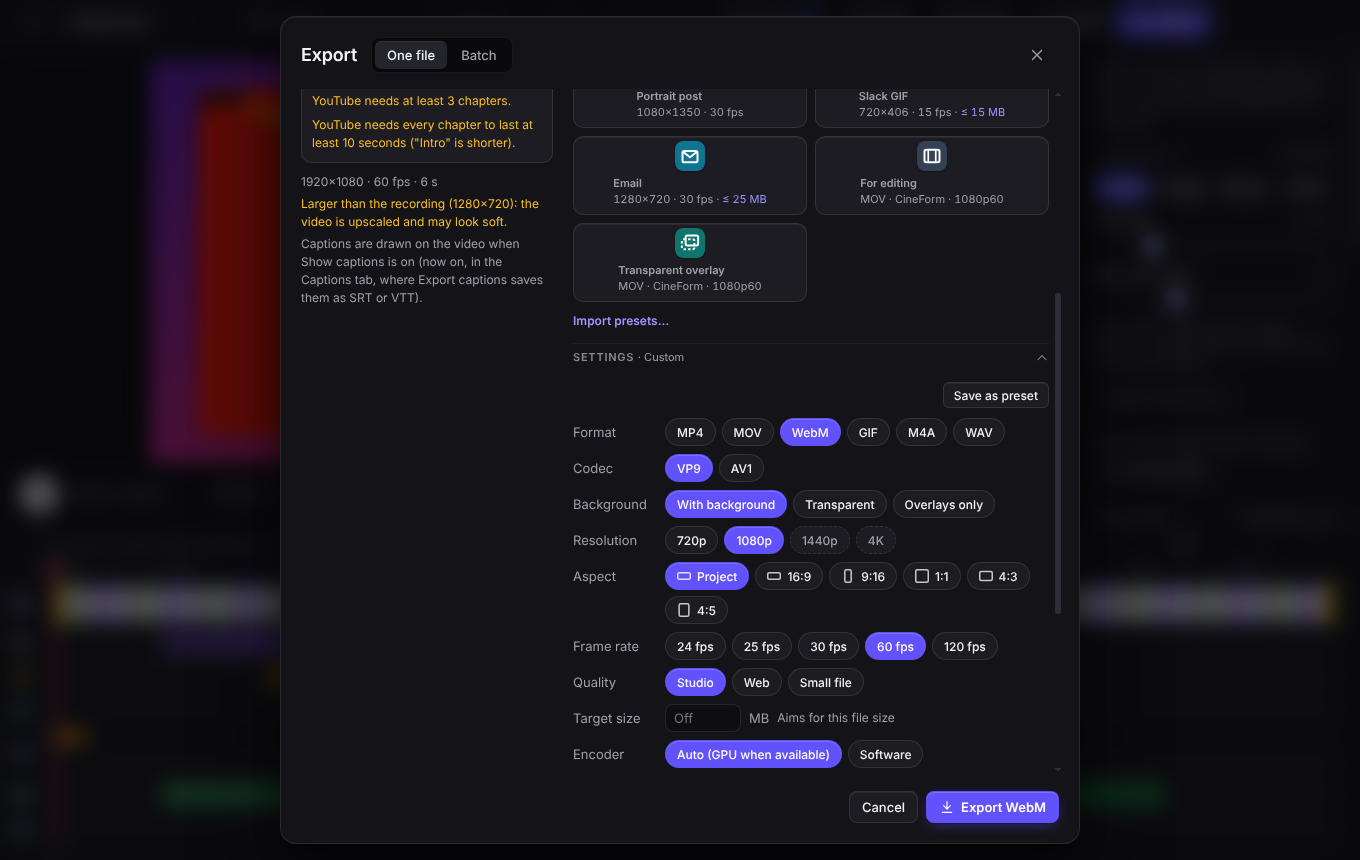 Export
One file
Batch
YouTube needs at least 3 chapters.
YouTube needs every chapter to last at
least 10 seconds ("Intro" is shorter).
1920×1080 · 60 fps · 6 s
Larger than the recording (1280×720): the
video is upscaled and may look soft.
Captions are drawn on the video when
Show captions is on (now on, in the
Captions tab, where Export captions saves
them as SRT or VTT).
Portrait post
1080×1350 · 30 fps
Slack GIF
720×406 · 15 fps · ≤ 15 MB
Email
1280×720 · 30 fps · ≤ 25 MB
For editing
MOV · CineForm · 1080p60
Transparent overlay
MOV · CineForm · 1080p60
Import presets...
SETTINGS · Custom
Save as preset
Format MP4 MOV WebM GIF M4A WAV
Codec VP9 AV1
Background With background Transparent Overlays only
Resolution 720p 1080p 1440p 4K
Aspect Project 16:9 9:16 1:1 4:3
4:5
Frame rate 24 fps 25 fps 30 fps 60 fps 120 fps
Quality Studio Web Small file
Target size Off MB Aims for this file size
Encoder Auto (GPU when available) Software
Cancel Export WebM